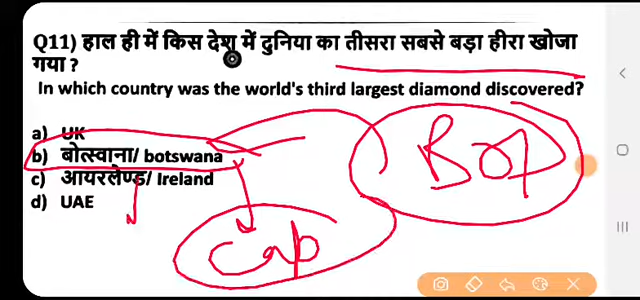 Q11) हाल ही में किस देश में दुनिया का तीसरा सबसे बड़ा हीरा खोजा
गया ?
In which country was the world's third largest diamond discovered?
a) UK
b) बोत्स्वाना/ botswana
c) आयरलेण्ड/ Ireland
d) UAE
Cap